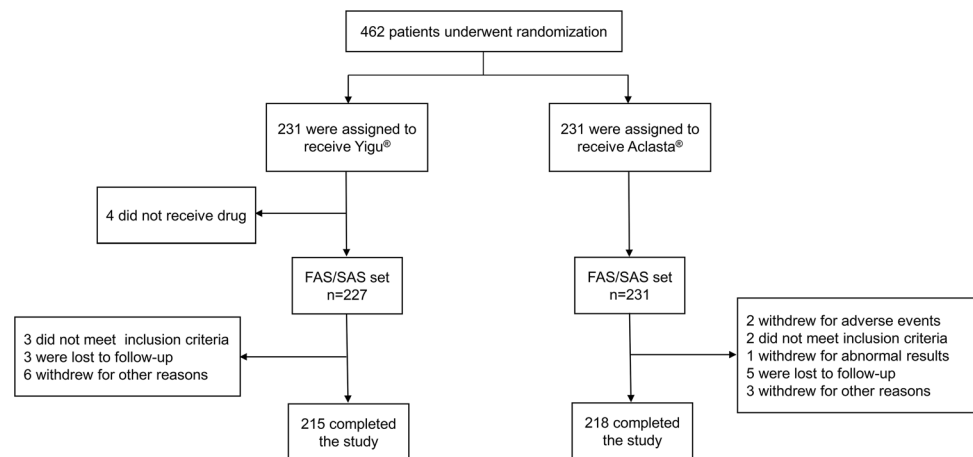 462 patients underwent randomization
231 were assigned to
receive Yigu®
231 were assigned to
receive Aclasta®
4 did not receive drug
FAS/SAS set
n=227
FAS/SAS set
n=231
3 did not meet inclusion criteria
3 were lost to follow-up
6 withdrew for other reasons
2 withdrew for adverse events
2 did not meet inclusion criteria
1 withdrew for abnormal results
5 were lost to follow-up
3 withdrew for other reasons
215 completed
the study
218 completed
the study